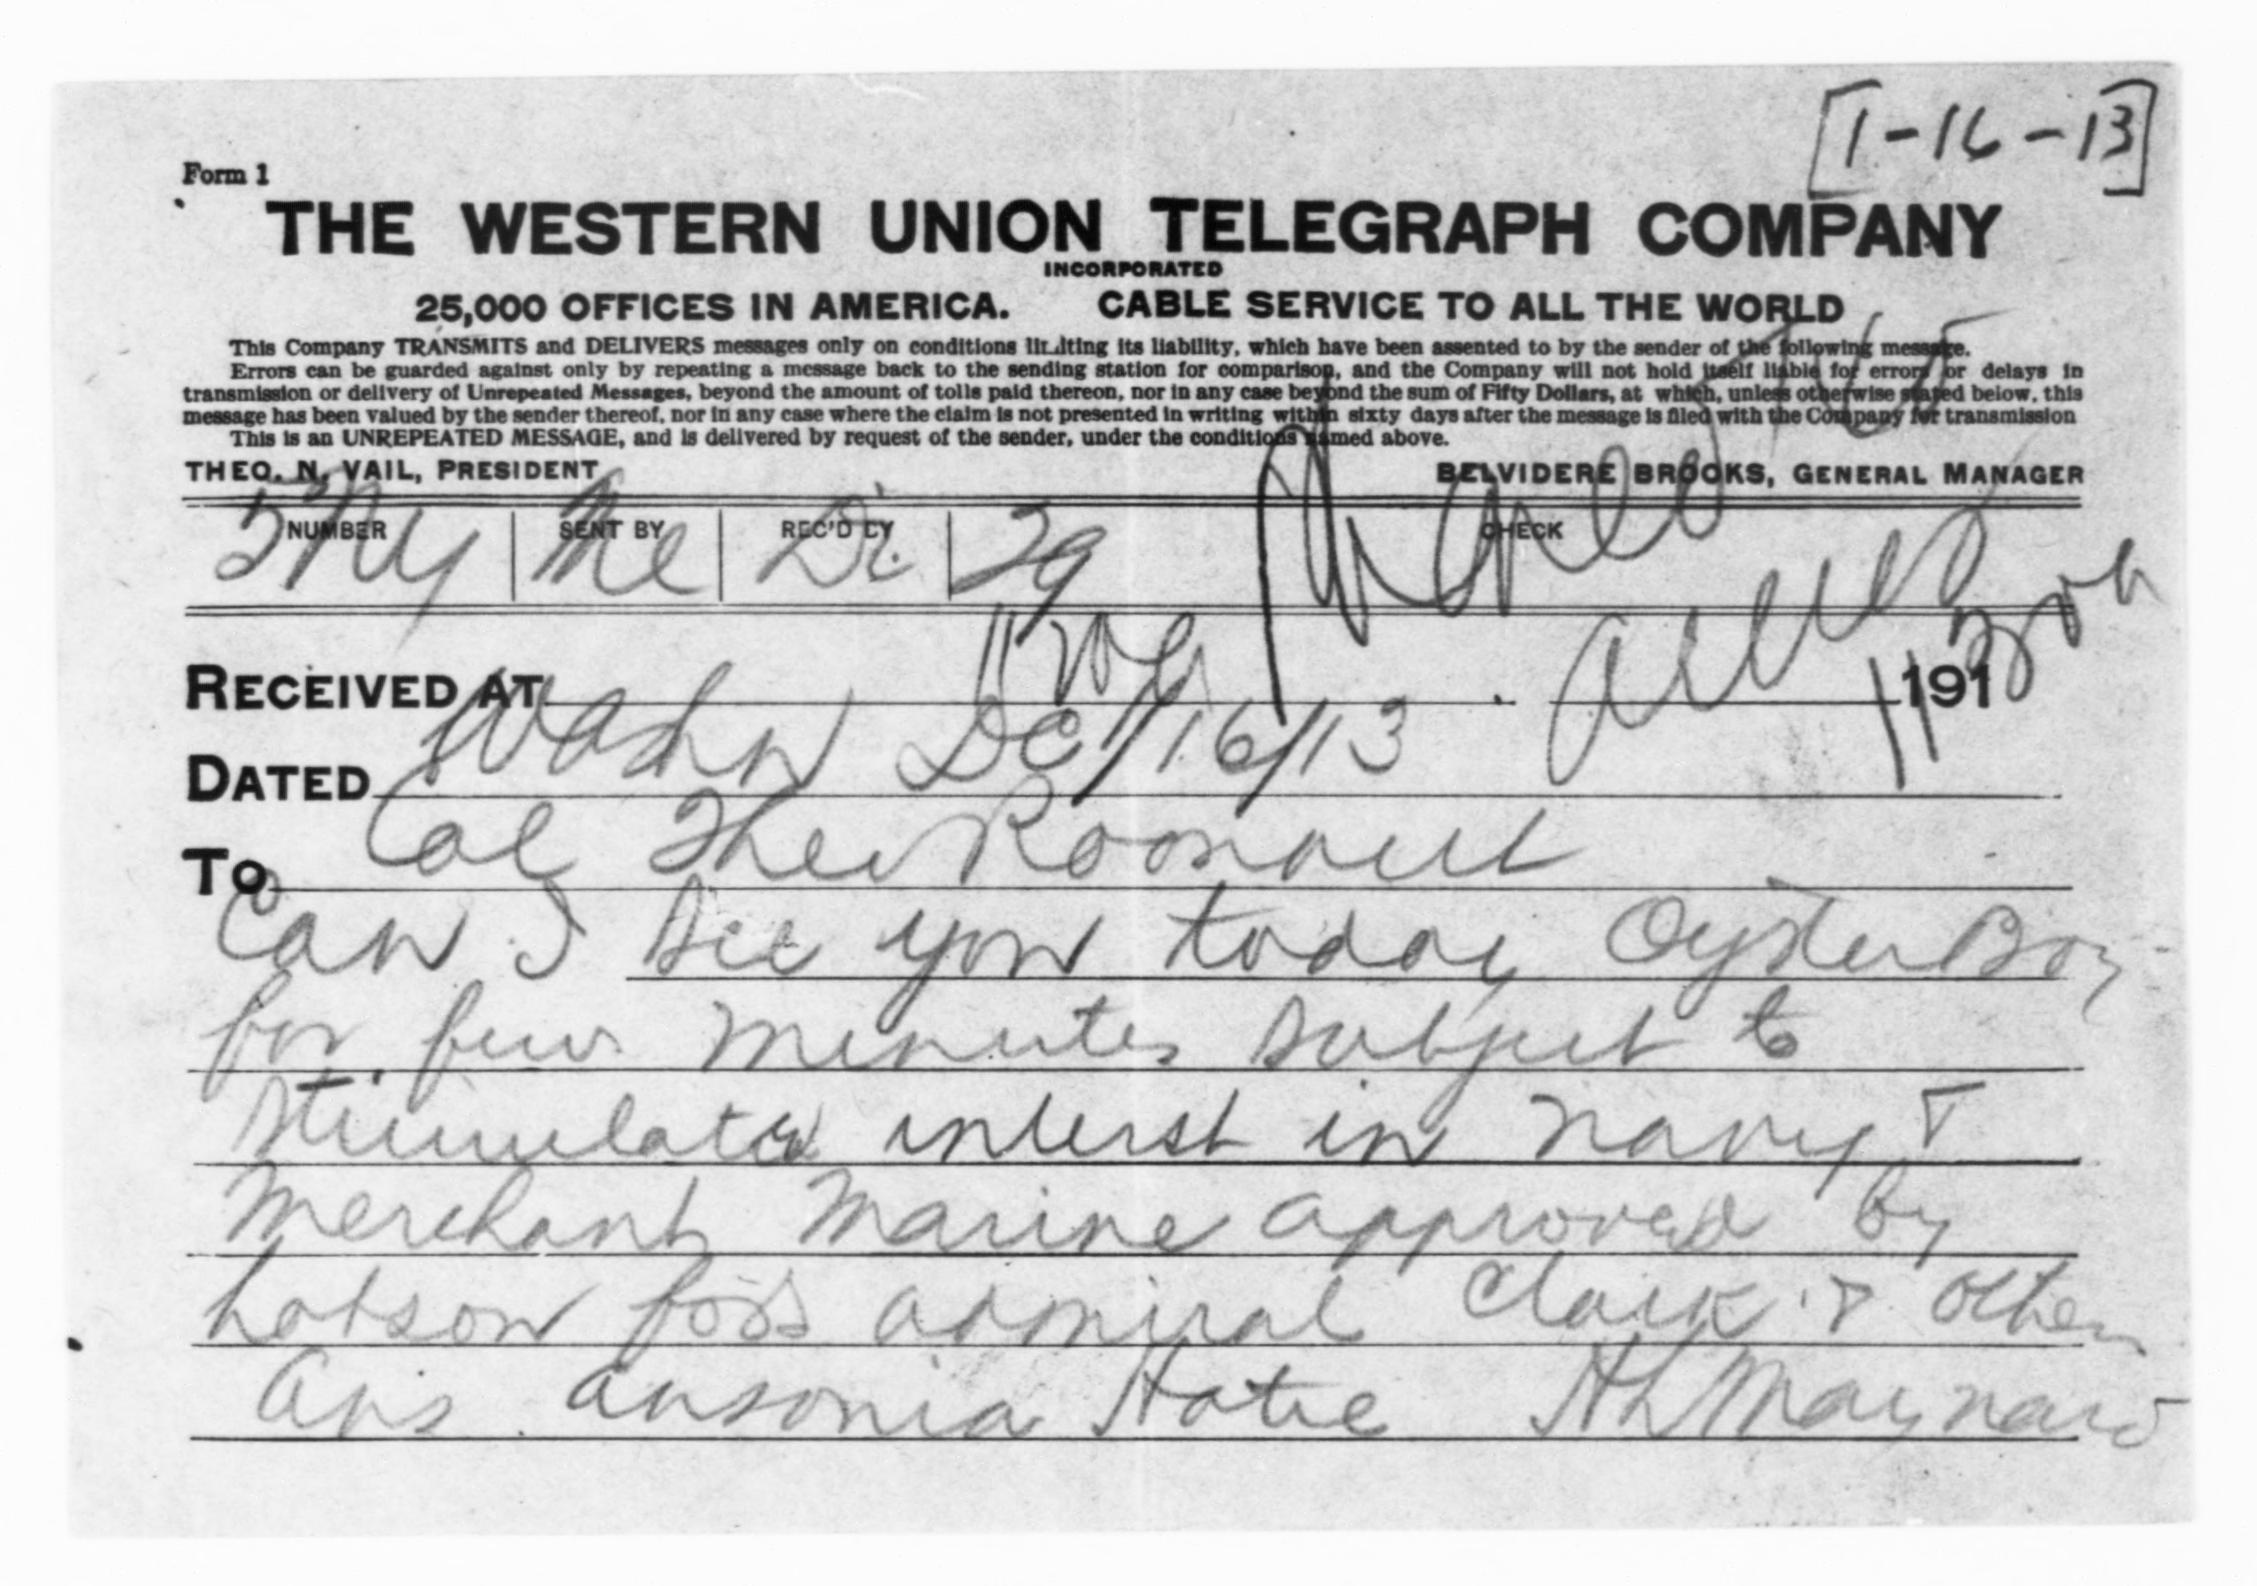 [1-16-13]
Form 1
THE WESTERN UNION TELEGRAPH COMPANY
INCORPORATED
25,000 OFFICES IN AMERICA. CABLE SERVICE TO ALL THE WORLD
This Company TRANSMITS and DELIVERS messages only on conditions limiting its liability, which have been assented to by the sender of the following message.
Errors can be guarded against only by repeating a message back to the sending station for comparison, and the Company will not hold itself liable for errors or delays in
transmission or delivery of Unrepeated Messages, beyond the amount of tolls paid thereon, nor in any case beyond the sum of Fifty Dollars, at which, unless otherwise stated below, this
message has been valued by the sender thereof, nor in any case where the claim is not presented in writing within sixty days after the message is filed with the Company for transmission
This is an UNREPEATED MESSAGE, and is delivered by request of the sender, under the conditions named above.
THEO. N. VAIL, PRESIDENT BELVIDERE BROOKS, GENERAL MANAGER
NUMBER SENT BY REC'D BY CHECK
5Ny Di
RECEIVED AT 191
DATED Washn DC 1/16/13
To Col Theo Roosevelt
Can I see you today Oyster Bay
for few minutes subject to
stimulate interest in navy &
merchant marine approved by
hobson foss admiral Clark & others
Ans ansonia Hotel H L Maynard